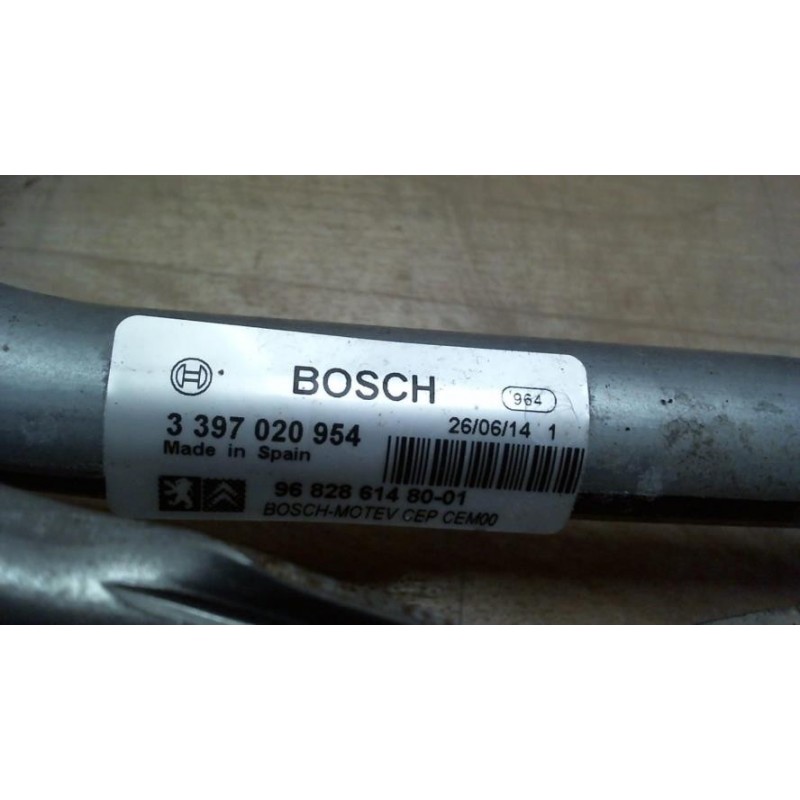 BOSCH
964
3 397 020 954
26/06/14 1
Made in Spain
96 828 614 80-01
BOSCH-MOTEV CEP CEM00